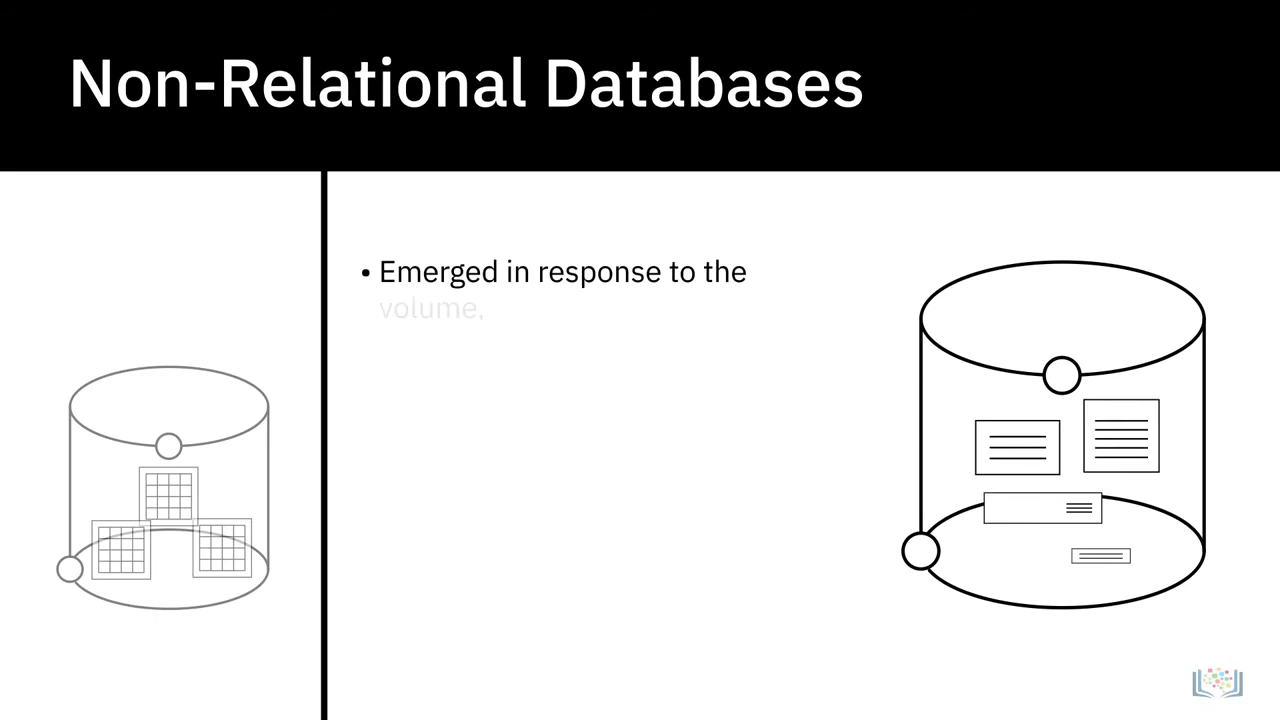 Non-Relational Databases
• Emerged in response to the
volume,